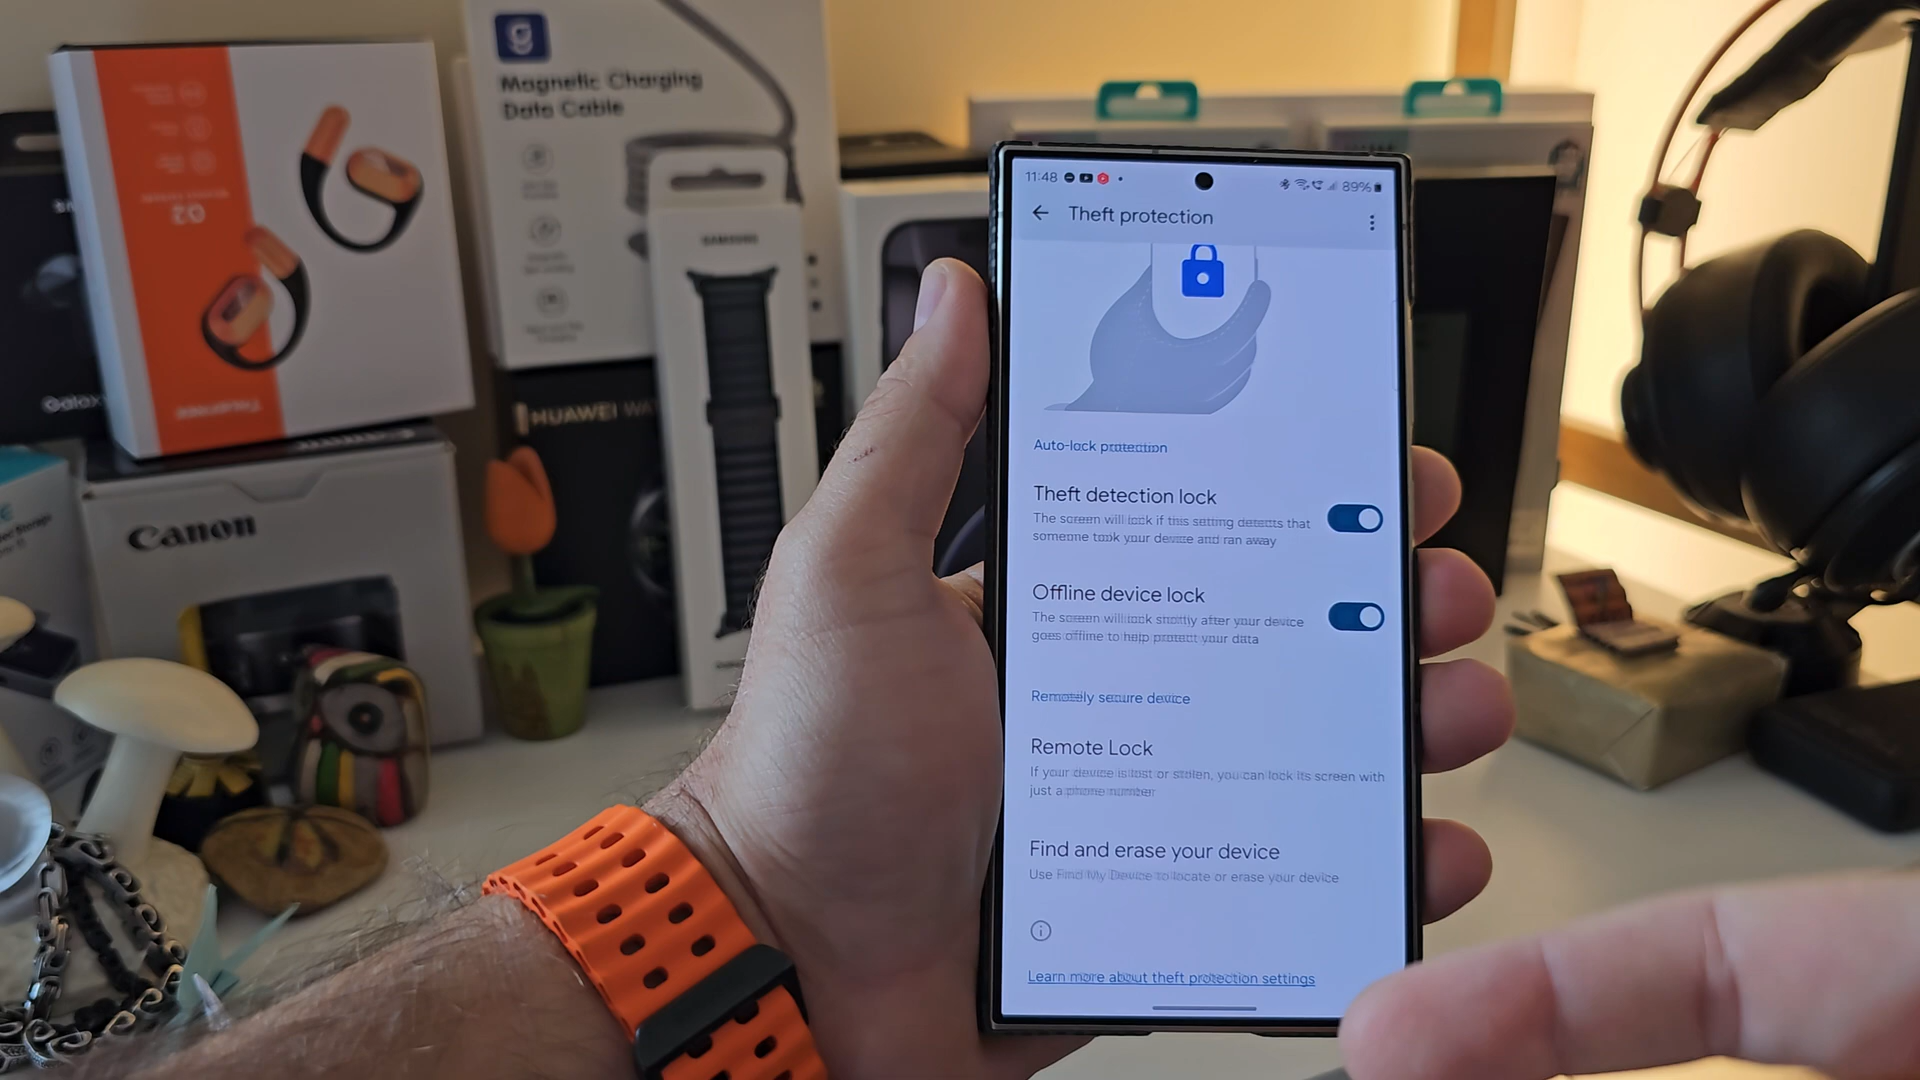 Magnetic Charging
Data Cable
O2
SAMSUNG
HUAWEI WA
Galaxy
Canon
11:48
89%
Theft protection
Auto-lock protection
Theft detection lock
The screen will lock if this setting detects that
someone took your device and ran away
Offline device lock
The screen will lock shortly after your device
goes offline to help protect your data
Remotely secure device
Remote Lock
If your device is lost or stolen, you can lock its screen with
just a phone number
Find and erase your device
Use Find My Device to locate or erase your device
Learn more about theft protection settings